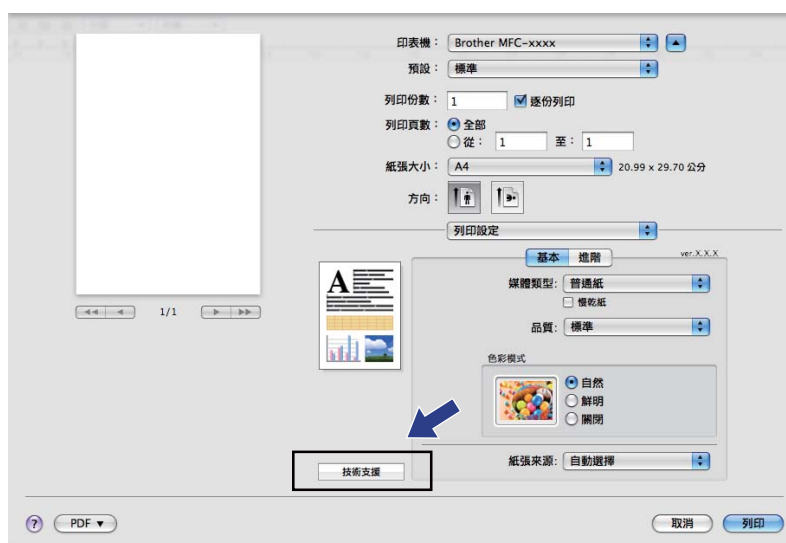 印表機： Brother MFC-xxxx
預設： 標準
列印份數： 1 逐份列印
列印頁數： 全部
從： 1 至： 1
紙張大小： A4 20.99 x 29.70 公分
方向：
列印設定
基本 進階 ver.X.X.X
媒體類型: 普通紙
慢乾紙
品質: 標準
色彩模式
自然
鮮明
關閉
紙張來源: 自動選擇
A
1/1
技術支援
? PDF ▼ 取消 列印